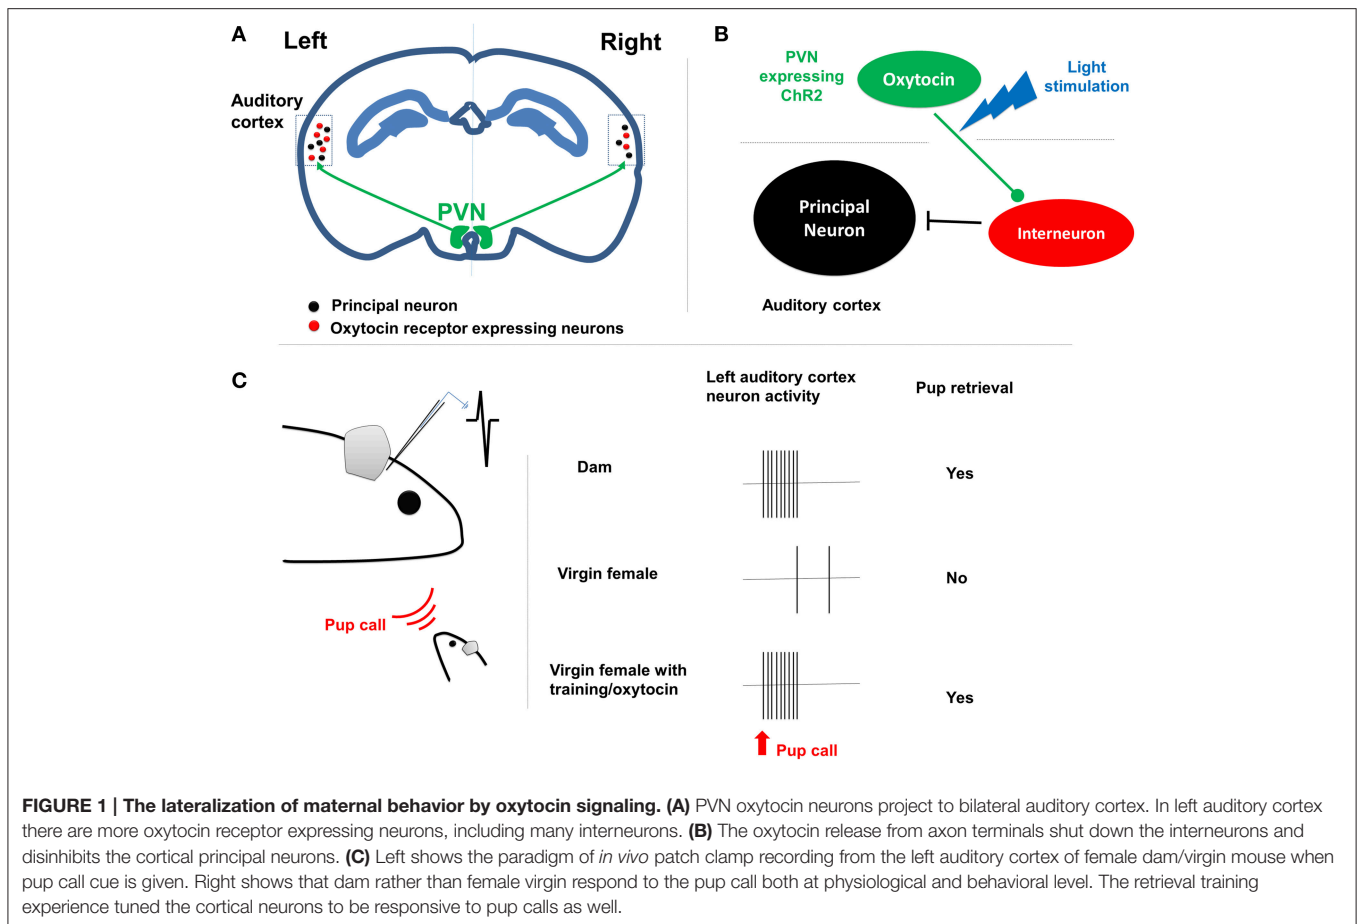 A
Left
Right
Auditory
cortex
PVN
Principal neuron
Oxytocin receptor expressing neurons
B
PVN
expressing
ChR2
Oxytocin
Light
stimulation
Principal
Neuron
Interneuron
Auditory cortex
C
Pup call
Left auditory cortex
neuron activity
Pup retrieval
Dam
Yes
Virgin female
No
Virgin female with
training/oxytocin
Yes
Pup call
FIGURE 1 | The lateralization of maternal behavior by oxytocin signaling. (A) PVN oxytocin neurons project to bilateral auditory cortex. In left auditory cortex
there are more oxytocin receptor expressing neurons, including many interneurons. (B) The oxytocin release from axon terminals shut down the interneurons and
disinhibits the cortical principal neurons. (C) Left shows the paradigm of in vivo patch clamp recording from the left auditory cortex of female dam/virgin mouse when
pup call cue is given. Right shows that dam rather than female virgin respond to the pup call both at physiological and behavioral level. The retrieval training
experience tuned the cortical neurons to be responsive to pup calls as well.